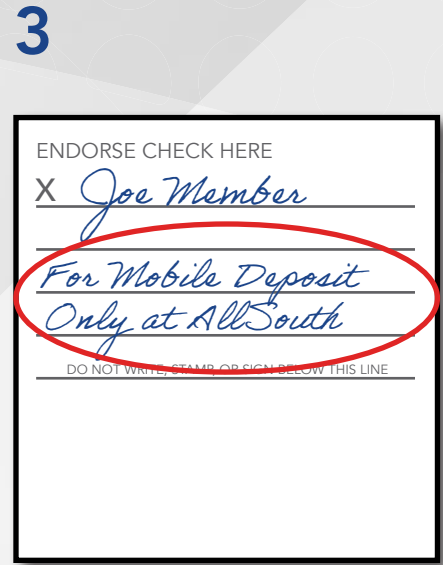 3
ENDORSE CHECK HERE
X Joe Member
For Mobile Deposit
Only at AllSouth
DO NOT WRITE, STAMP, OR SIGN BELOW THIS LINE